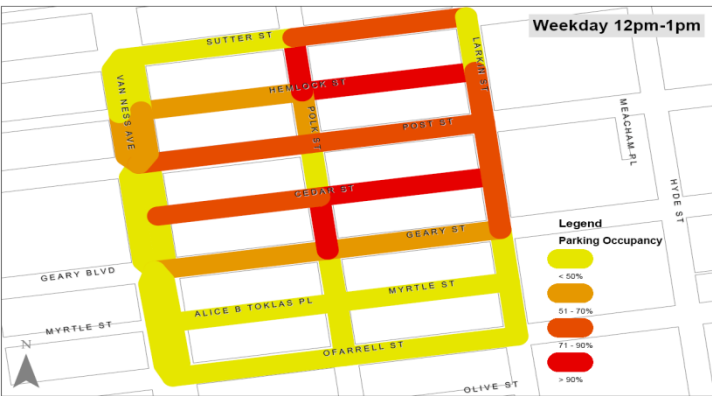 Weekday 12pm-1pm
SUTTER ST
LARKIN ST
VAN NESS AVE
HEMLOCK ST
POLK ST
POST ST
MEACHAM PL
HYDE ST
CEDAR ST
GEARY ST
GEARY BLVD
MYRTLE ST
ALICE B TOKLAS PL
MYRTLE ST
OFARRELL ST
OLIVE ST
N
Legend
Parking Occupancy
< 50%
51 - 70%
71 - 90%
> 90%